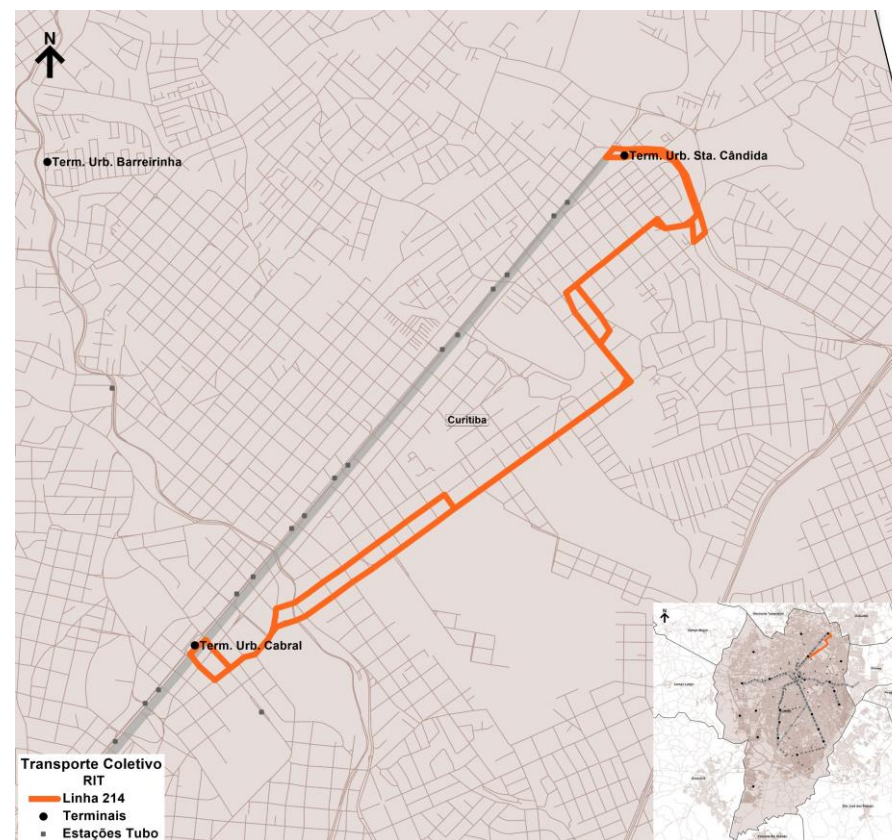 N
Term. Urb. Barreirinha
Term. Urb. Sta. Cândida
Curitiba
Term. Urb. Cabral
Transporte Coletivo
RIT
Linha 214
Terminais
Estações Tubo
N